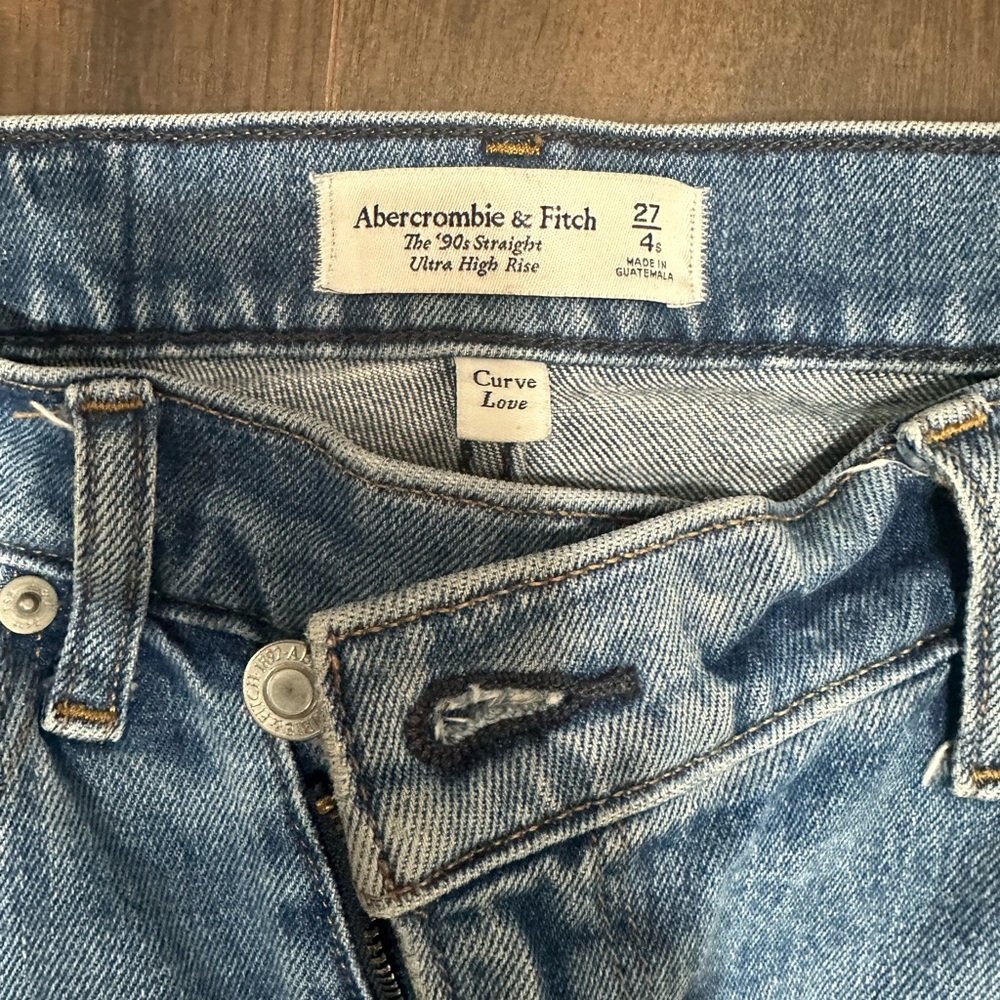 Abercrombie & Fitch
The '90s Straight
Ultra High Rise
27
4s
MADE IN
GUATEMALA
Curve
Love